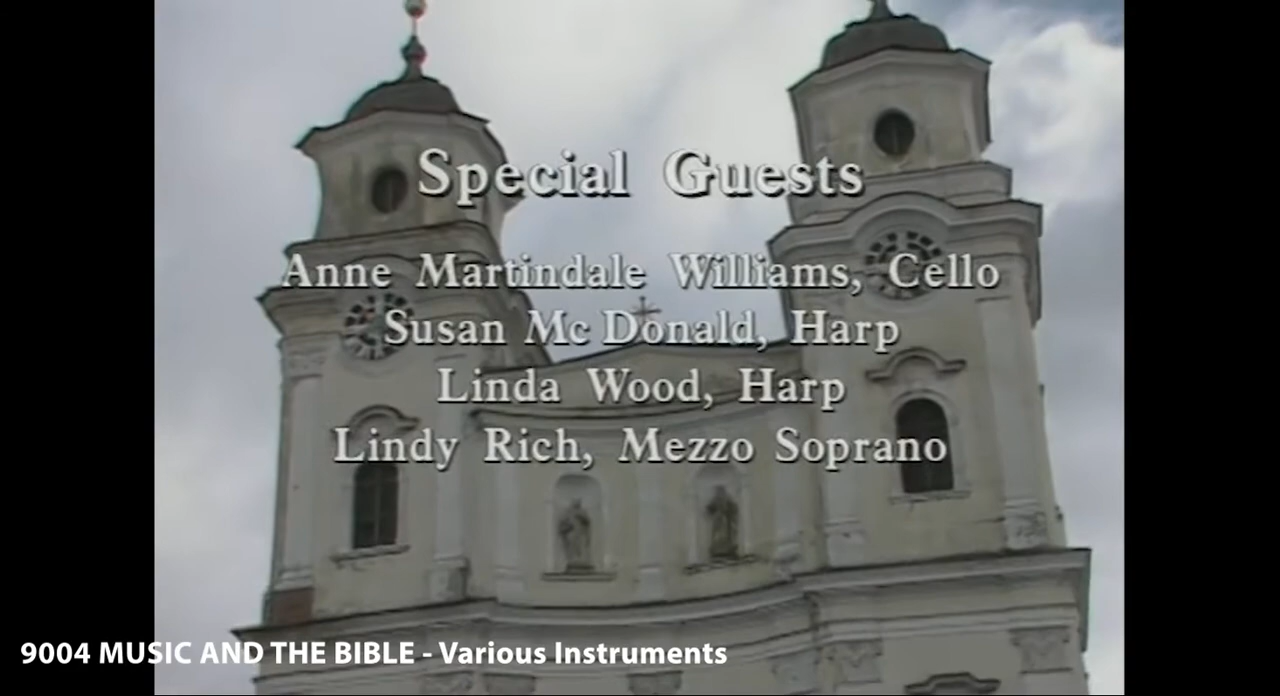 Special Guests
Anne Martindale Williams, Cello
Susan Mc Donald, Harp
Linda Wood, Harp
Lindy Rich, Mezzo Soprano
9004 MUSIC AND THE BIBLE - Various Instruments